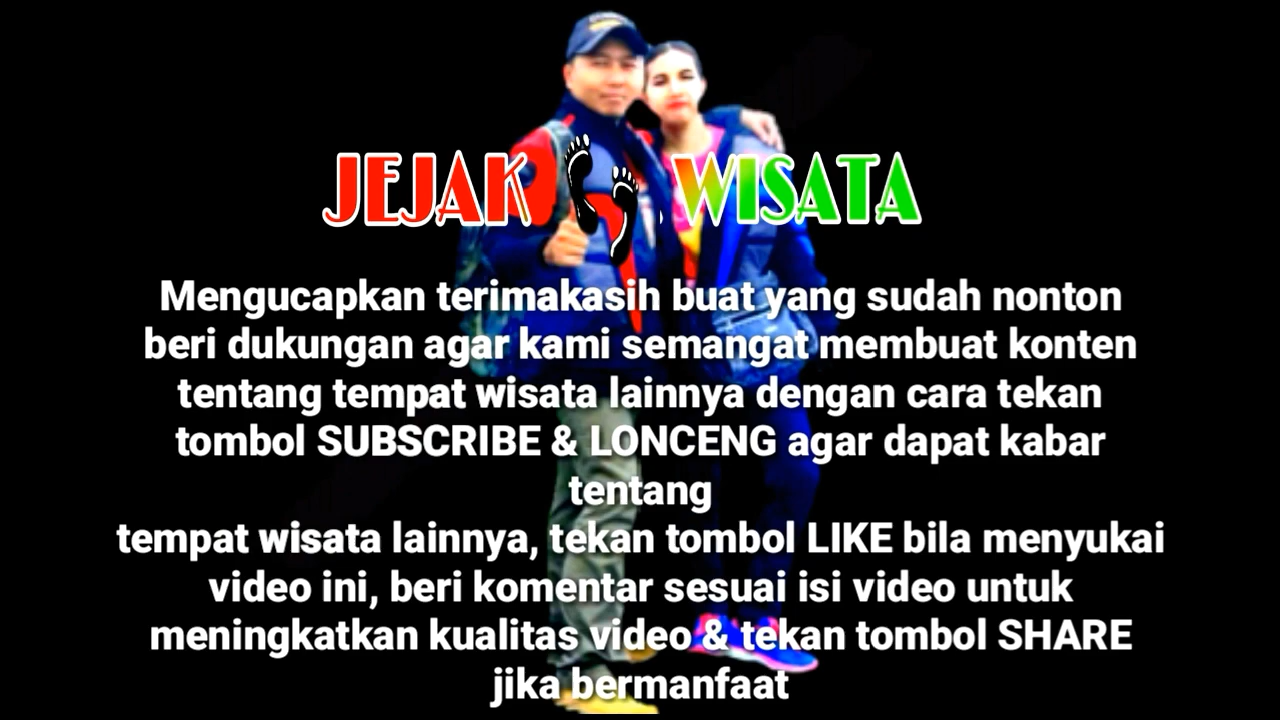 JEJAK WISATA
Mengucapkan terimakasih buat yang sudah nonton
beri dukungan agar kami semangat membuat konten
tentang tempat wisata lainnya dengan cara tekan
tombol SUBSCRIBE & LONCENG agar dapat kabar
tentang
tempat wisata lainnya, tekan tombol LIKE bila menyukai
video ini, beri komentar sesuai isi video untuk
meningkatkan kualitas video & tekan tombol SHARE
jika bermanfaat